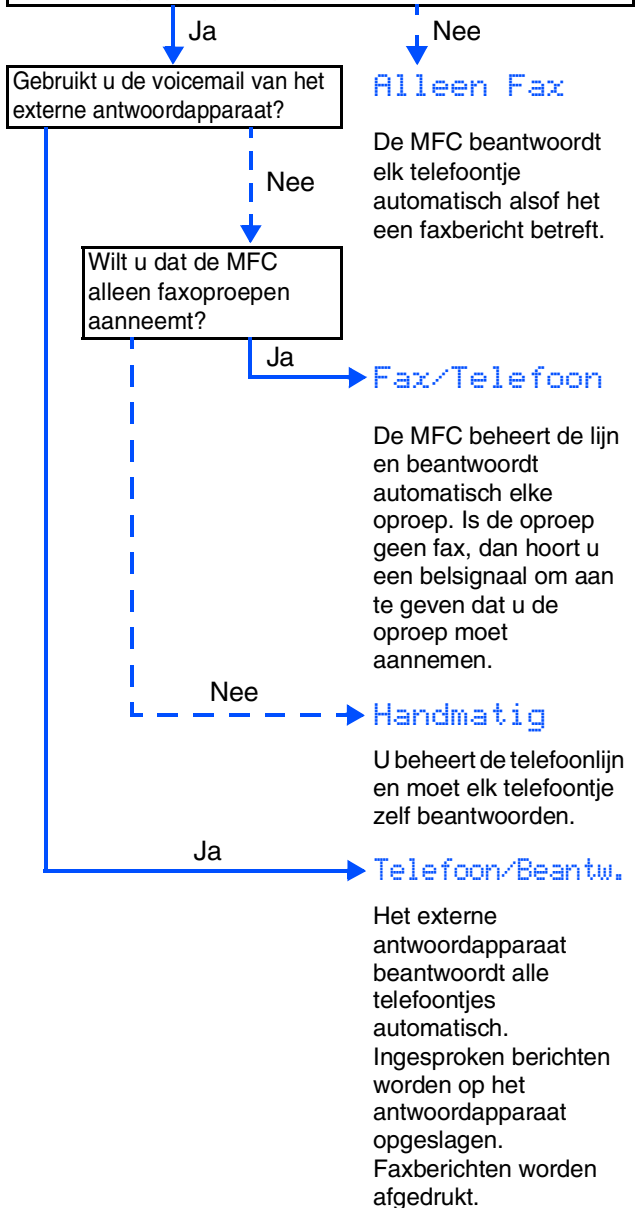 Ja
Nee
Gebruikt u de voicemail van het
externe antwoordapparaat?
Alleen Fax
De MFC beantwoordt
elk telefoontje
automatisch alsof het
een faxbericht betreft.
Nee
Wilt u dat de MFC
alleen faxoproepen
aanneemt?
Ja
Fax/Telefoon
De MFC beheert de lijn
en beantwoordt
automatisch elke
oproep. Is de oproep
geen fax, dan hoort u
een belsignaal om aan
te geven dat u de
oproep moet
aannemen.
Nee
Handmatig
U beheert de telefoonlijn
en moet elk telefoontje
zelf beantwoorden.
Ja
Telefoon/Beantw.
Het externe
antwoordapparaat
beantwoordt alle
telefoontjes
automatisch.
Ingesproken berichten
worden op het
antwoordapparaat
opgeslagen.
Faxberichten worden
afgedrukt.